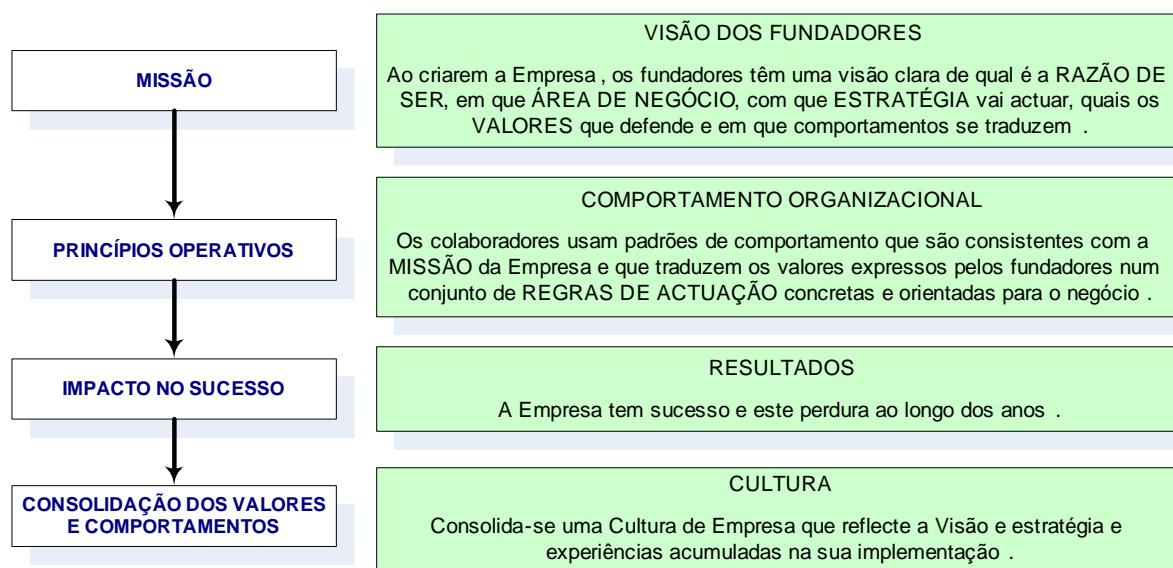 MISSÃO
VISÃO DOS FUNDADORES
Ao criarem a Empresa , os fundadores têm uma visão clara de qual é a RAZÃO DE
SER, em que ÁREA DE NEGÓCIO, com que ESTRATÉGIA vai actuar, quais os
VALORES que defende e em que comportamentos se traduzem .
PRINCÍPIOS OPERATIVOS
COMPORTAMENTO ORGANIZACIONAL
Os colaboradores usam padrões de comportamento que são consistentes com a
MISSÃO da Empresa e que traduzem os valores expressos pelos fundadores num
conjunto de REGRAS DE ACTUAÇÃO concretas e orientadas para o negócio .
IMPACTO NO SUCESSO
RESULTADOS
A Empresa tem sucesso e este perdura ao longo dos anos .
CONSOLIDAÇÃO DOS VALORES
E COMPORTAMENTOS
CULTURA
Consolida-se uma Cultura de Empresa que reflecte a Visão e estratégia e
experiências acumuladas na sua implementação .